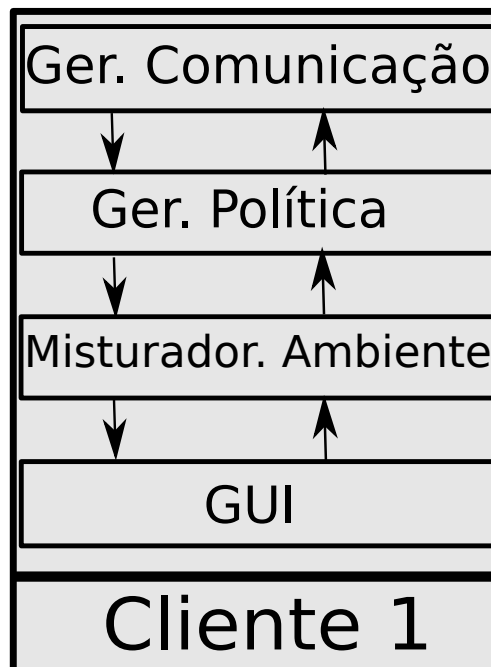 Ger. Comunicação
Ger. Política
Misturador. Ambiente
GUI
Cliente 1